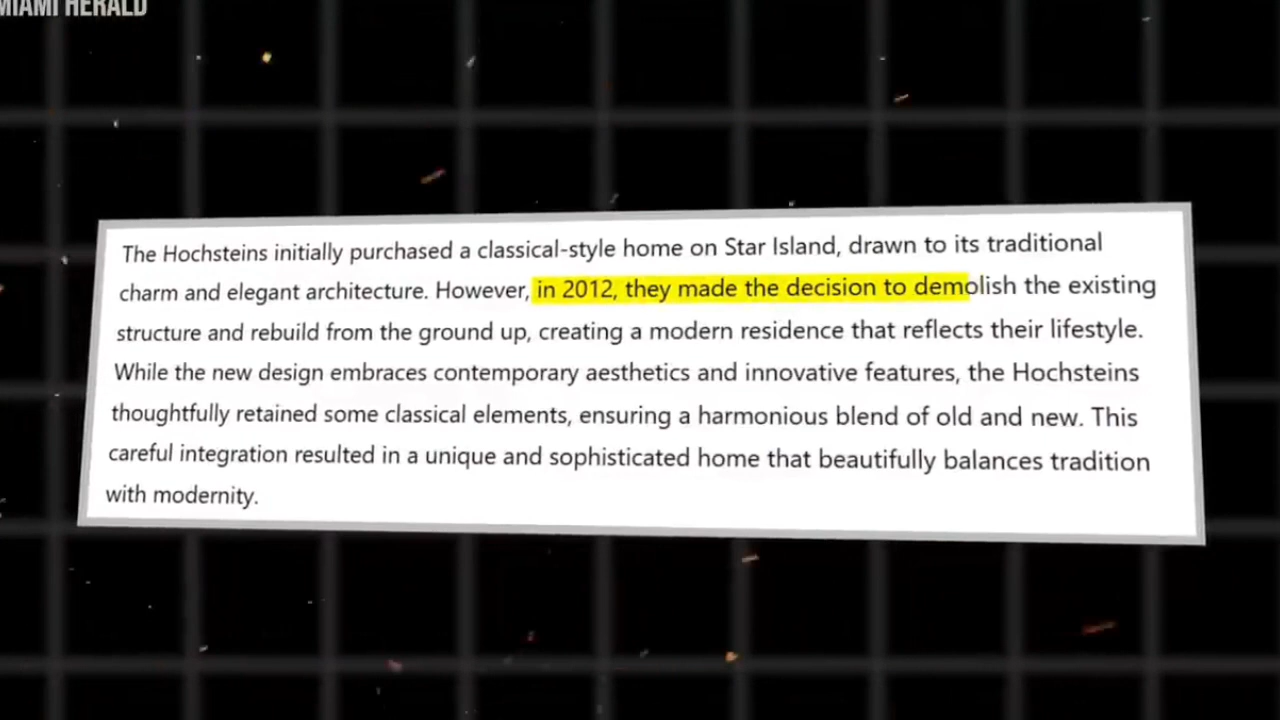 MIAMI HERALD
The Hochsteins initially purchased a classical-style home on Star Island, drawn to its traditional
charm and elegant architecture. However, in 2012, they made the decision to demolish the existing
structure and rebuild from the ground up, creating a modern residence that reflects their lifestyle.
While the new design embraces contemporary aesthetics and innovative features, the Hochsteins
thoughtfully retained some classical elements, ensuring a harmonious blend of old and new. This
careful integration resulted in a unique and sophisticated home that beautifully balances tradition
with modernity.